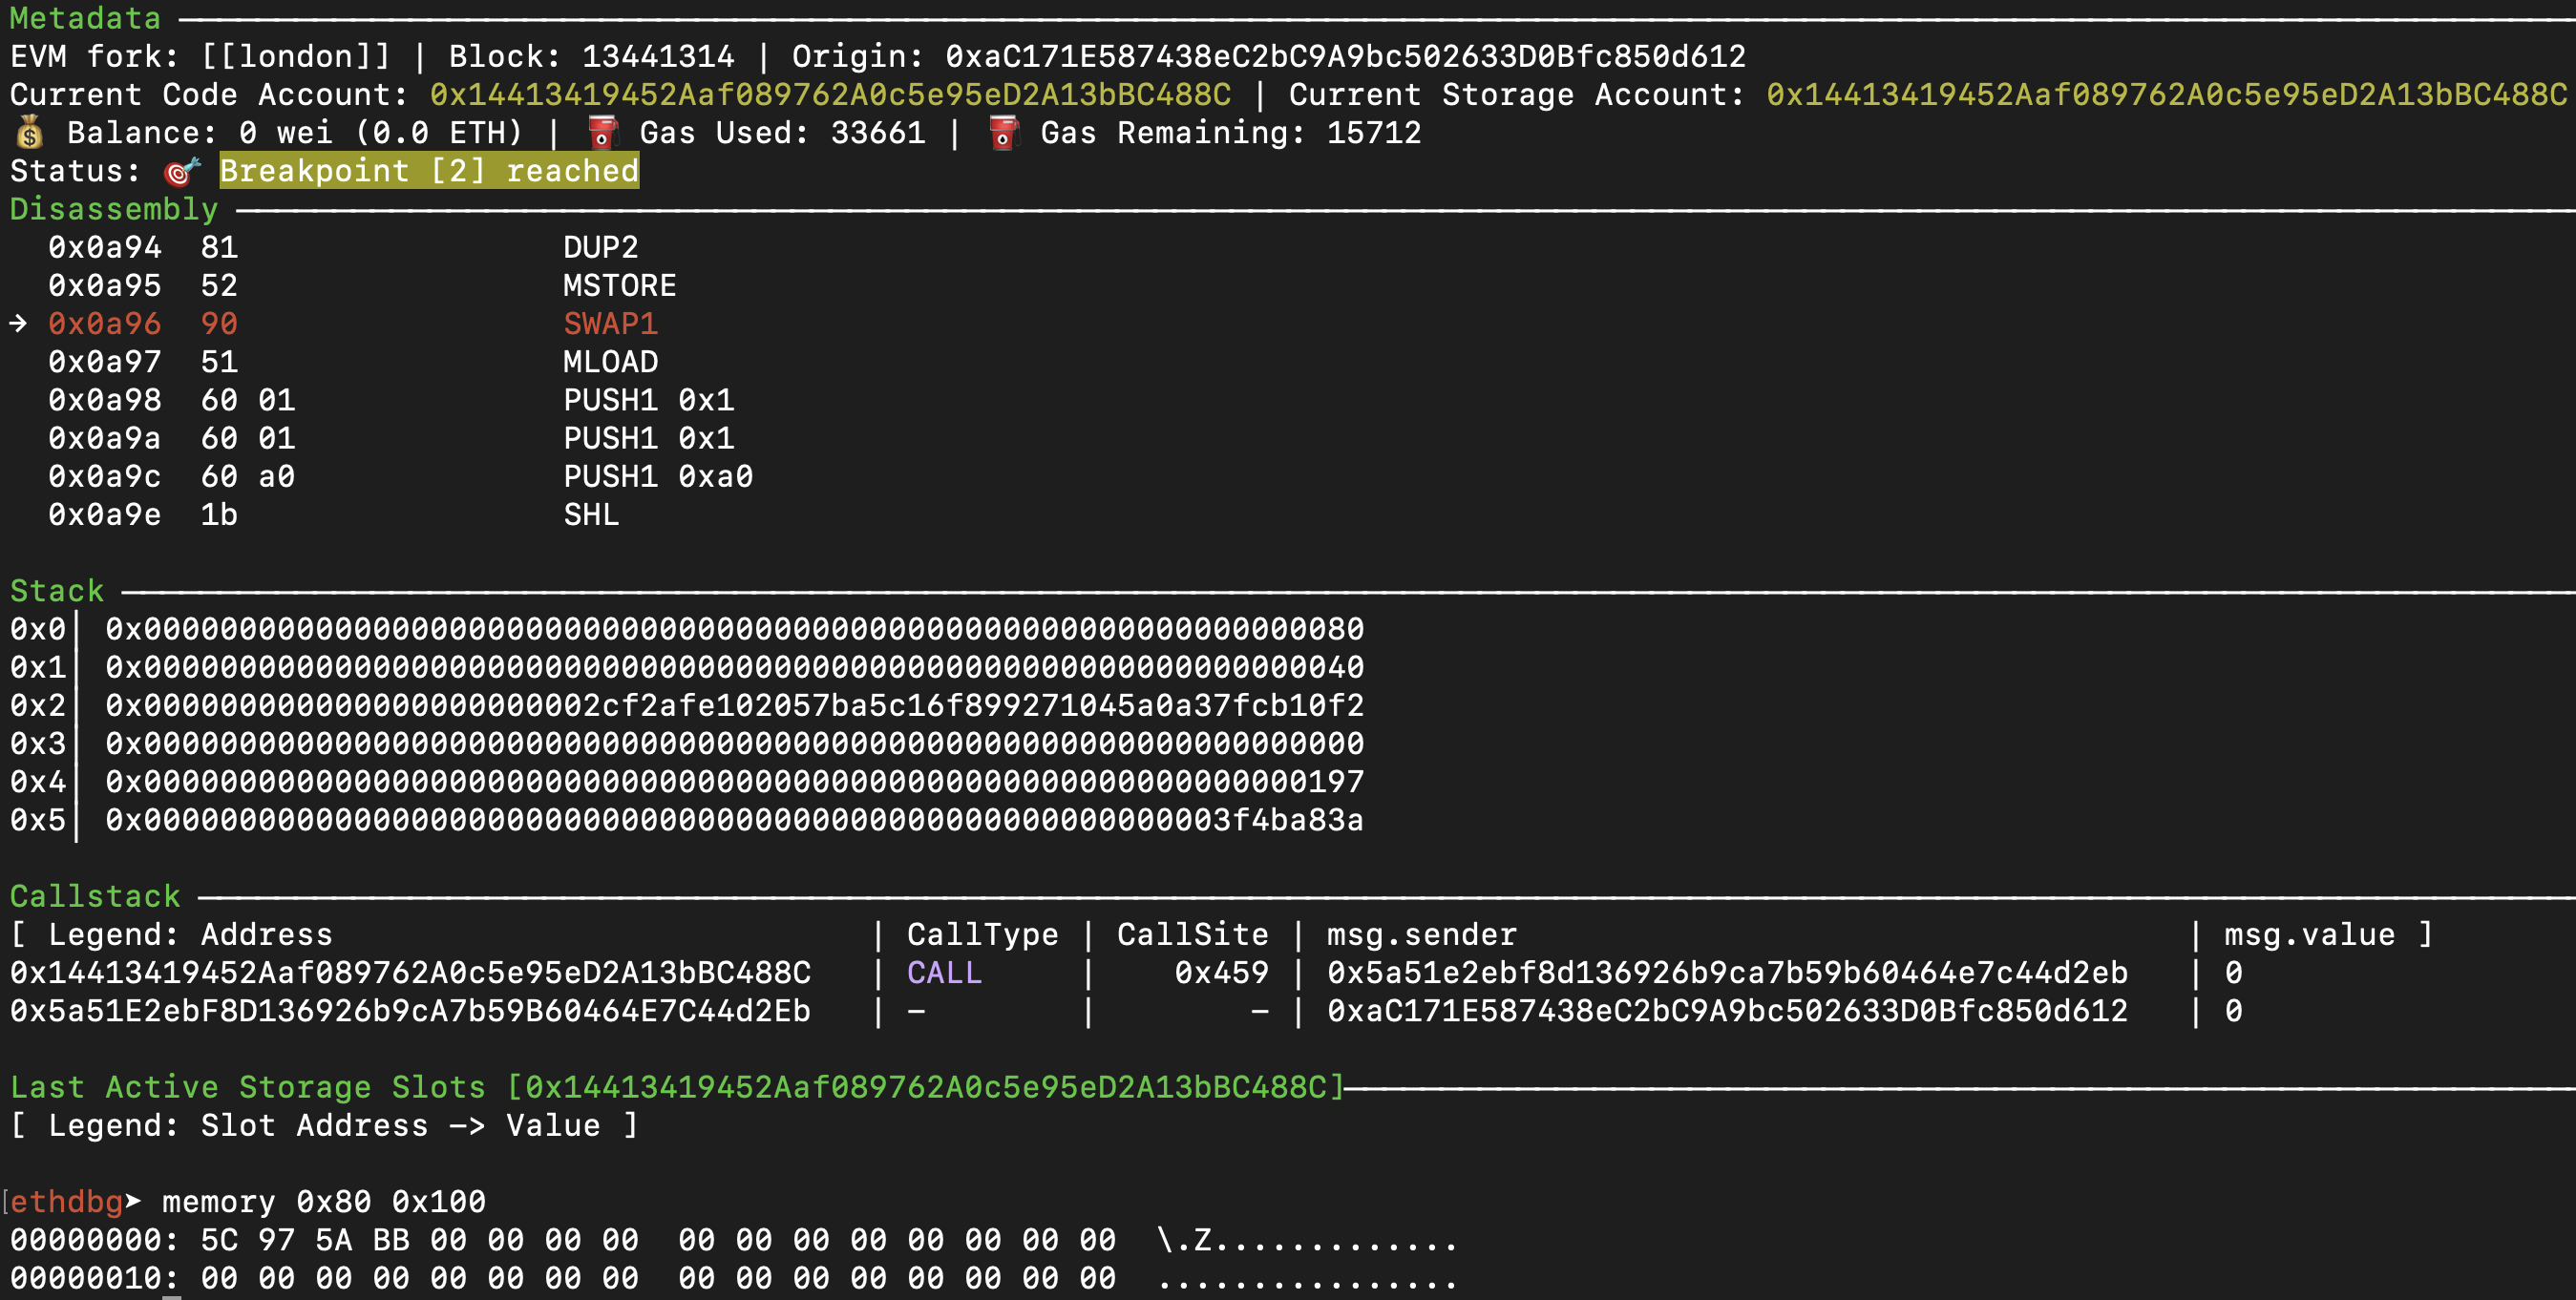 Metadata
EVM fork: [[london]] | Block: 13441314 | Origin: 0xaC171E587438eC2bC9A9bc502633D0Bfc850d612
Current Code Account: 0x14413419452Aaf089762A0c5e95eD2A13bBC488C | Current Storage Account: 0x14413419452Aaf089762A0c5e95eD2A13bBC488C
💰 Balance: 0 wei (0.0 ETH) | ⛽ Gas Used: 33661 | ⛽ Gas Remaining: 15712
Status: 🎯 Breakpoint [2] reached
Disassembly
0x0a94 81 DUP2
0x0a95 52 MSTORE
→ 0x0a96 90 SWAP1
0x0a97 51 MLOAD
0x0a98 60 01 PUSH1 0x1
0x0a9a 60 01 PUSH1 0x1
0x0a9c 60 a0 PUSH1 0xa0
0x0a9e 1b SHL
Stack
0x0│ 0x0000000000000000000000000000000000000000000000000000000000000080
0x1│ 0x0000000000000000000000000000000000000000000000000000000000000040
0x2│ 0x0000000000000000000000002cf2afe102057ba5c16f899271045a0a37fcb10f2
0x3│ 0x0000000000000000000000000000000000000000000000000000000000000000
0x4│ 0x0000000000000000000000000000000000000000000000000000000000000197
0x5│ 0x000000000000000000000000000000000000000000000000000000003f4ba83a
Callstack
[ Legend: Address | CallType | CallSite | msg.sender | msg.value ]
0x14413419452Aaf089762A0c5e95eD2A13bBC488C | CALL | 0x459 | 0x5a51e2ebf8d136926b9ca7b59b60464e7c44d2eb | 0
0x5a51E2ebF8D136926b9cA7b59B60464E7C44d2Eb | – | – | 0xaC171E587438eC2bC9A9bc502633D0Bfc850d612 | 0
Last Active Storage Slots [0x14413419452Aaf089762A0c5e95eD2A13bBC488C]
[ Legend: Slot Address -> Value ]
[ethdbg➤ memory 0x80 0x100
00000000: 5C 97 5A BB 00 00 00 00 00 00 00 00 00 00 00 00 \.Z.............
00000010: 00 00 00 00 00 00 00 00 00 00 00 00 00 00 00 00 ................